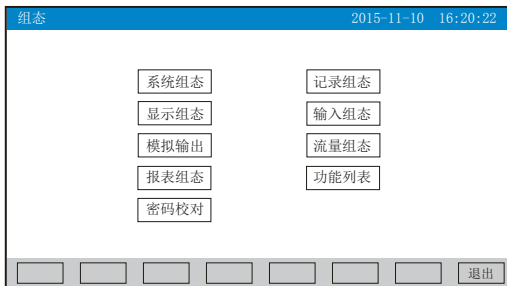 组态 2015-11-10 16:20:22
系统组态 记录组态
显示组态 输入组态
模拟输出 流量组态
报表组态 功能列表
密码校对
退出